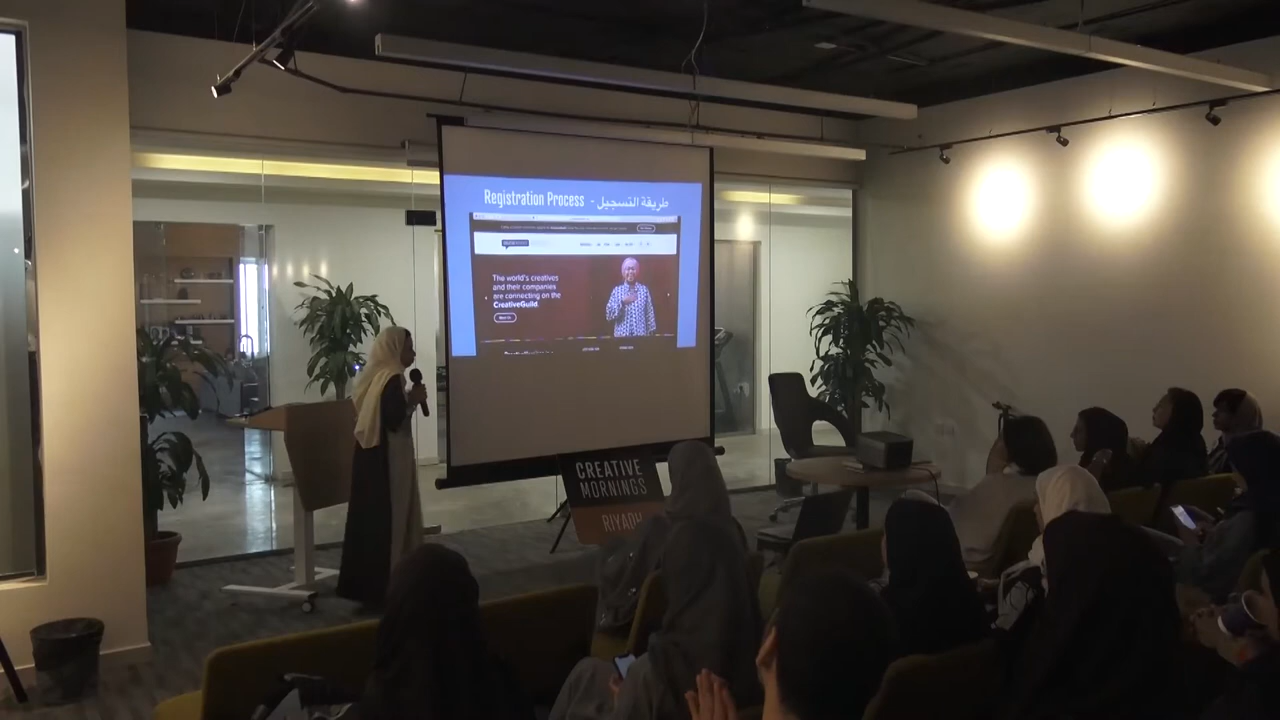 Registration Process - طريقة التسجيل
The world's creatives
and their companies
are connecting on the
CreativeGuild.
CREATIVE
MORNINGS
RIYADH